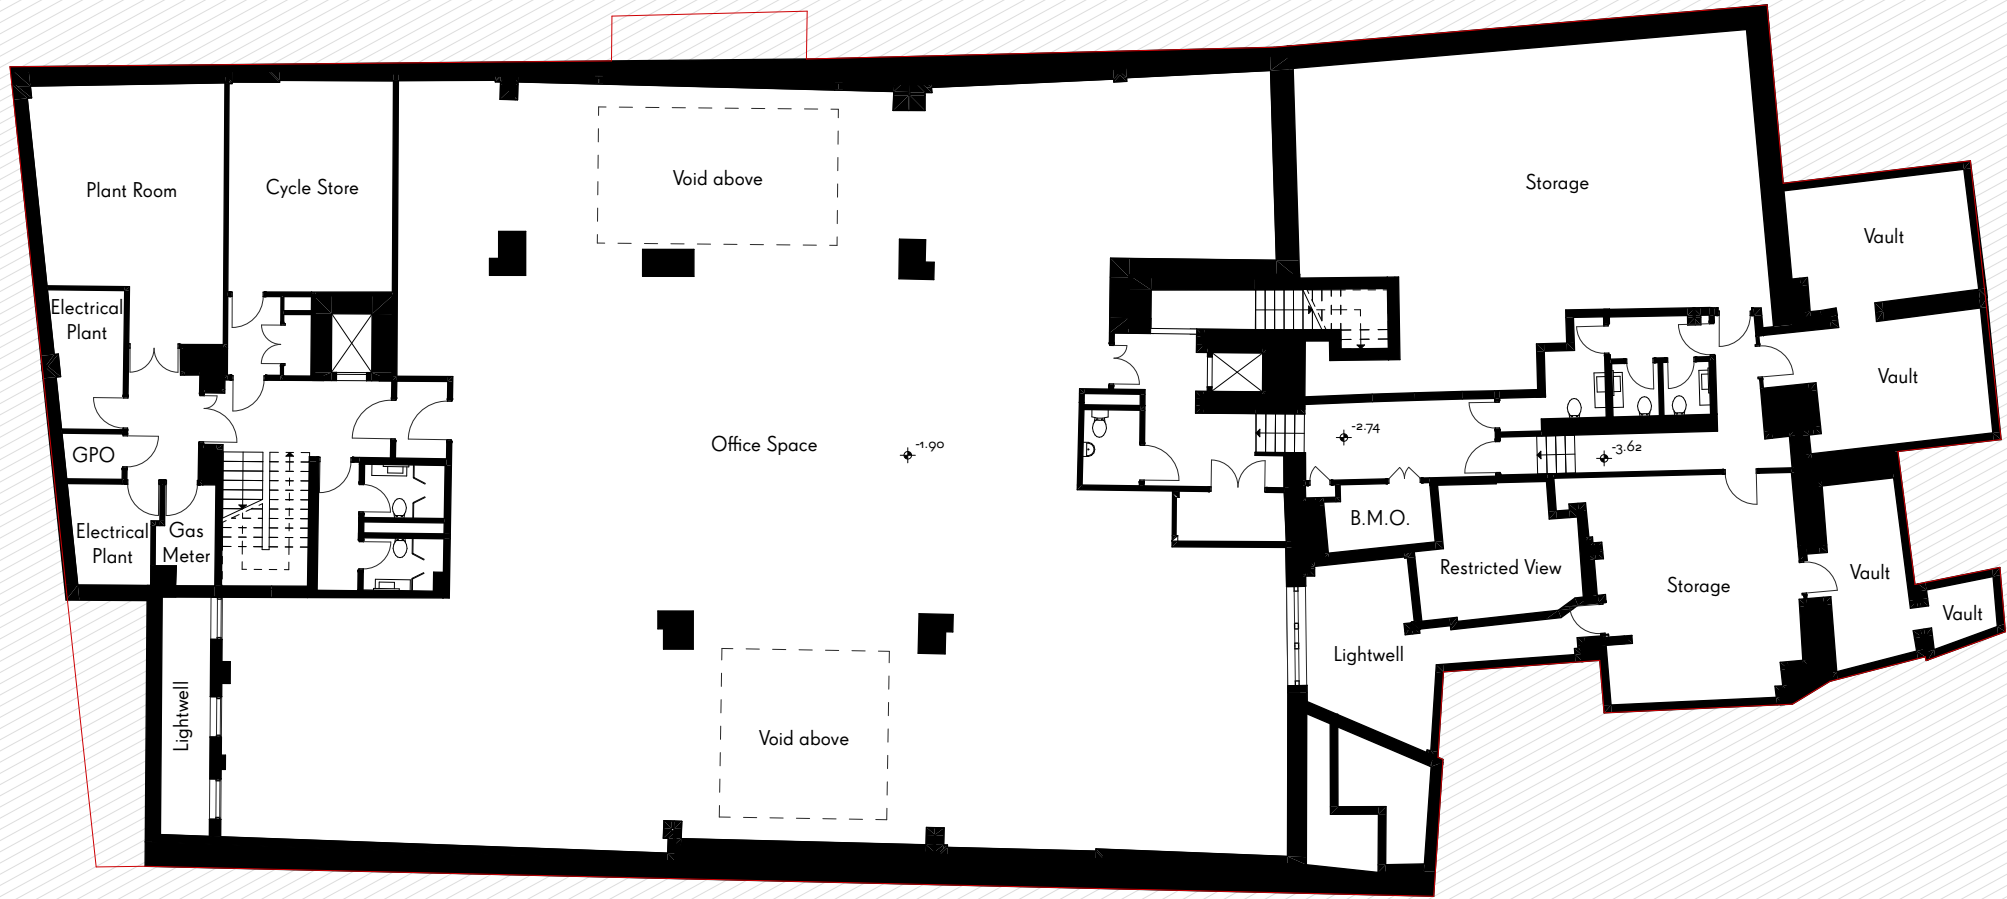 Plant Room
Cycle Store
Void above
Storage
Vault
Electrical
Plant
Vault
GPO
Office Space
-1.90
-2.74
-3.62
Electrical
Plant
Gas
Meter
B.M.O.
Restricted View
Storage
Vault
Vault
Lightwell
Lightwell
Void above